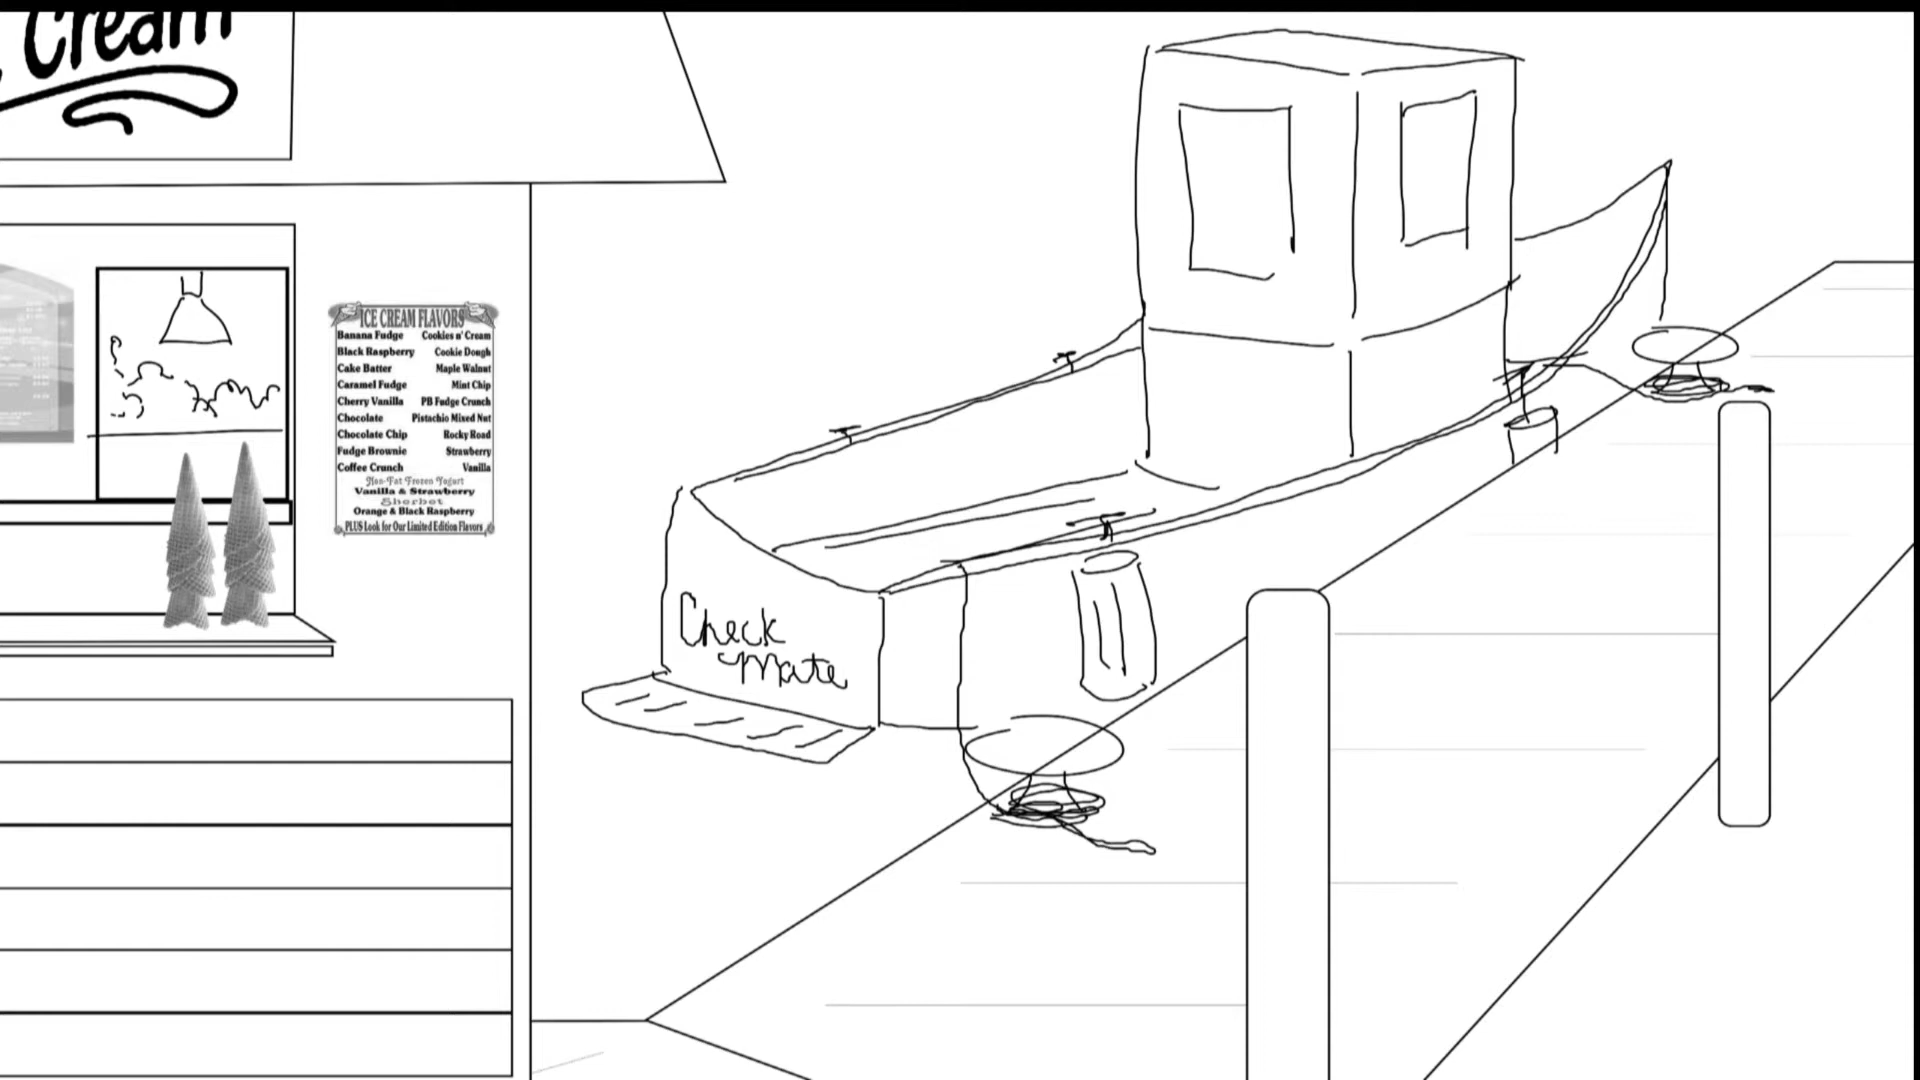 Cream
ICE CREAM FLAVORS
Banana Fudge Cookies n' Cream
Black Raspberry Cookie Dough
Cake Batter Maple Walnut
Caramel Fudge Mint Chip
Cherry Vanilla PB Fudge Crunch
Chocolate Pistachio Mixed Nut
Chocolate Chip Rocky Road
Fudge Brownie Strawberry
Coffee Crunch Vanilla
Non-Fat Frozen Yogurt
Vanilla & Strawberry
Sherbet
Orange & Black Raspberry
PLUS Look for Our Limited Edition Flavors
Check
Mate